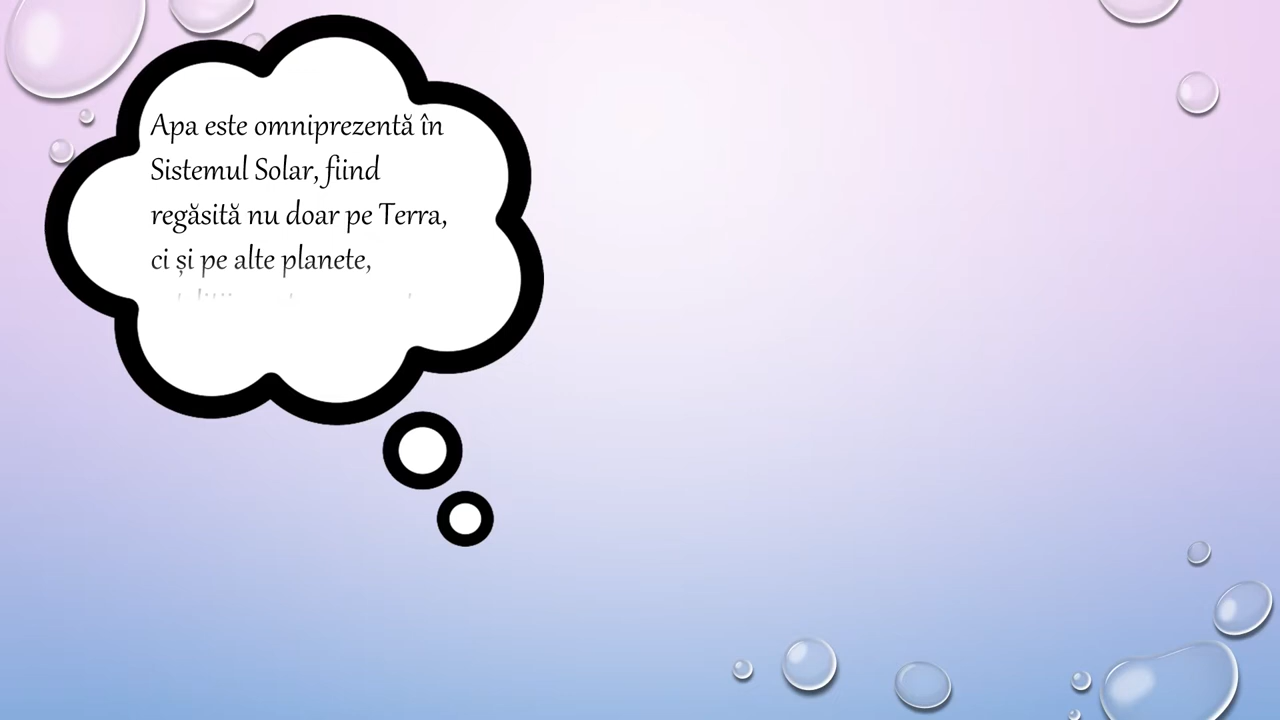 Apa este omniprezentă în
Sistemul Solar, fiind
regăsită nu doar pe Terra,
ci și pe alte planete,